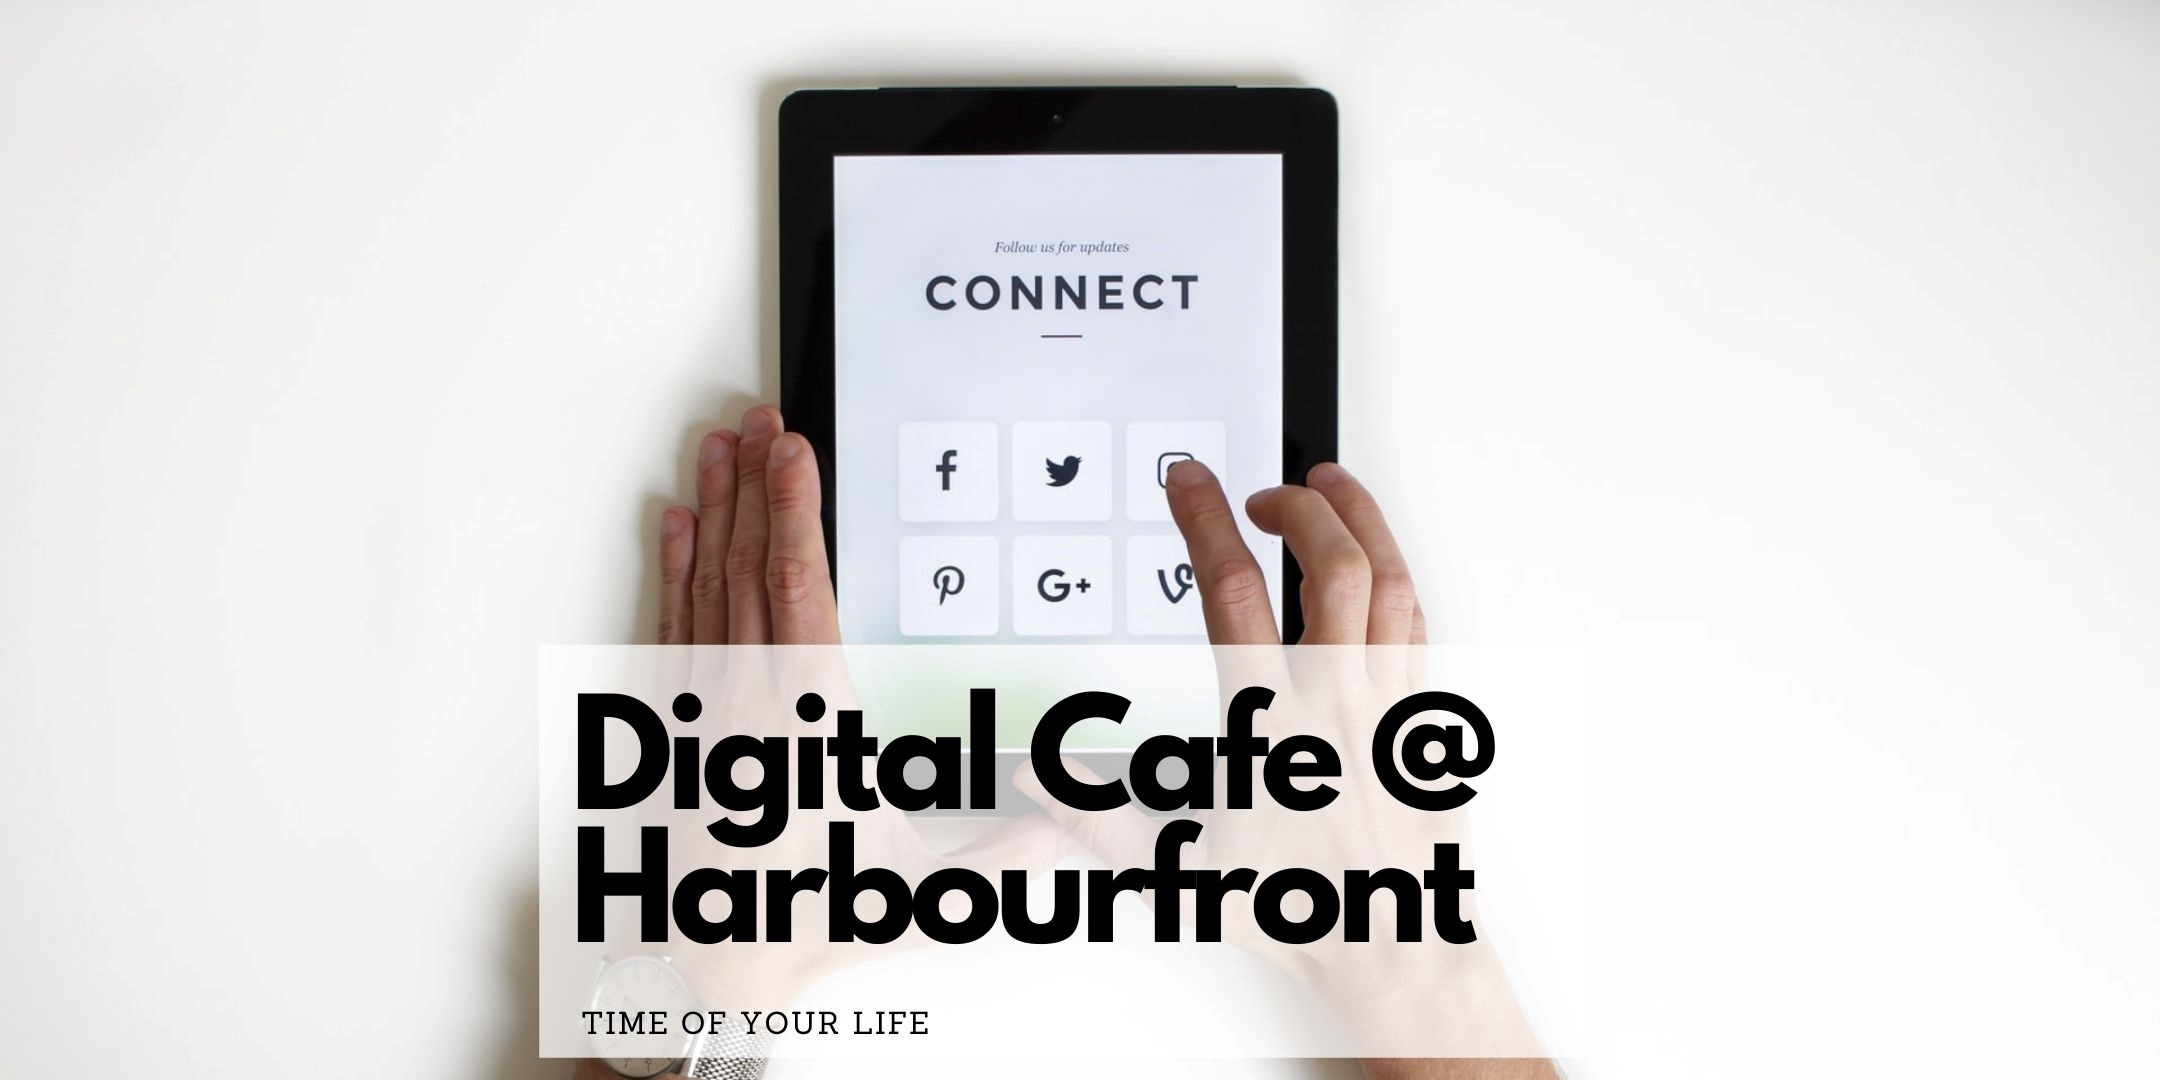 Follow us for updates
CONNECT
G+
Digital Cafe @
Harbourfront
TIME OF YOUR LIFE